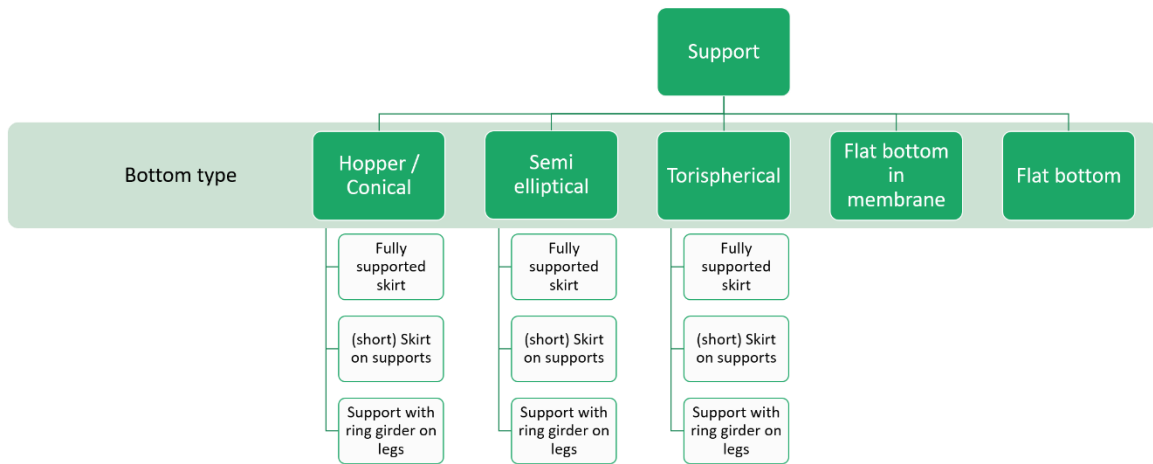 Support
Bottom type
Hopper /
Conical
Semi
elliptical
Torispherical
Flat bottom
in
membrane
Flat bottom
Fully
supported
skirt
(short) Skirt
on supports
Support with
ring girder on
legs
Fully
supported
skirt
(short) Skirt
on supports
Support with
ring girder on
legs
Fully
supported
skirt
(short) Skirt
on supports
Support with
ring girder on
legs